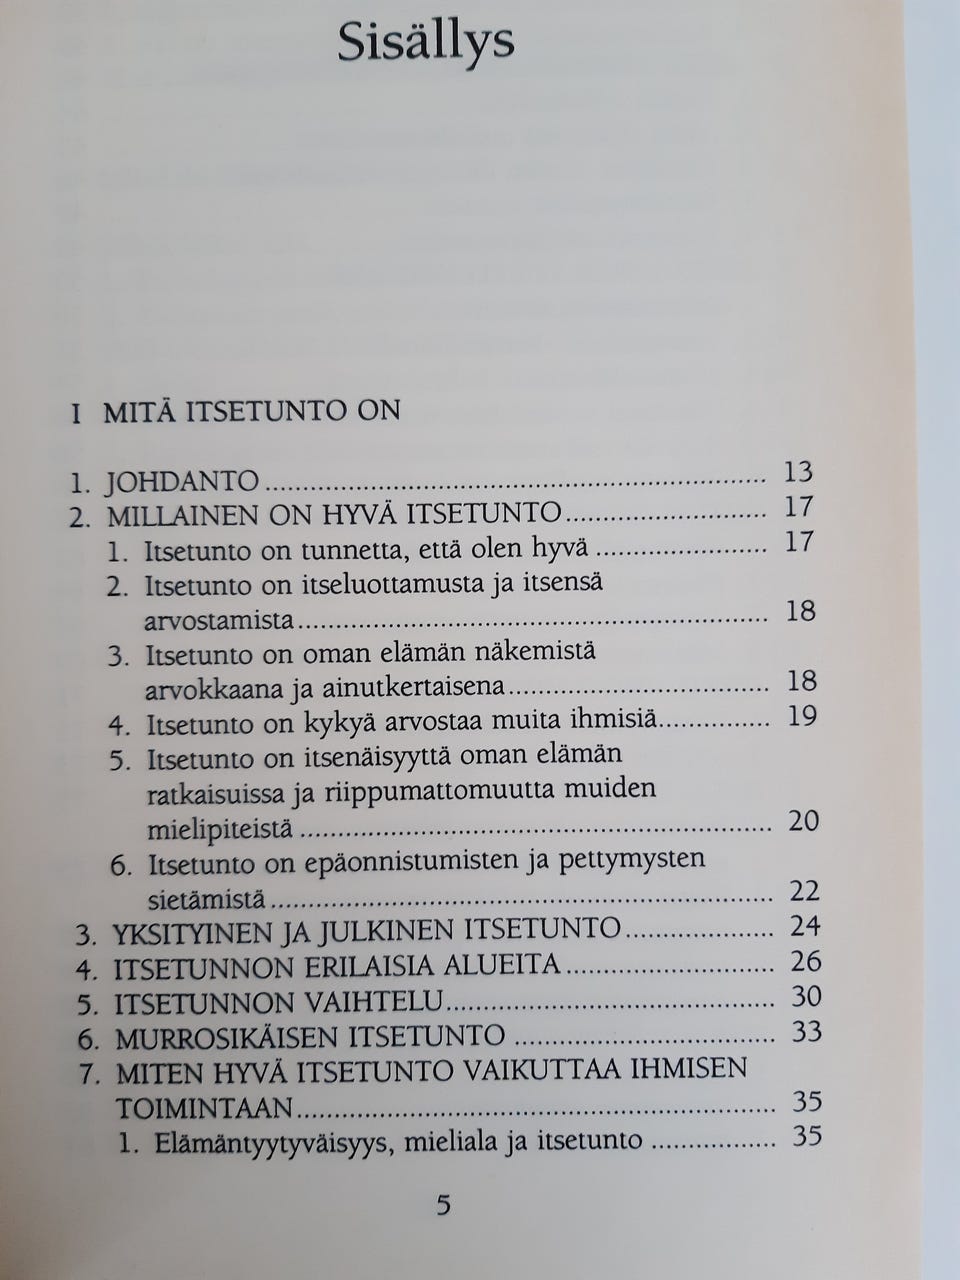 Sisällys
I MITÄ ITSETUNTO ON
1. JOHDANTO ........................................................................ 13
2. MILLAINEN ON HYVÄ ITSETUNTO ............................. 17
1. Itsetunto on tunnetta, että olen hyvä ......................... 17
2. Itsetunto on itseluottamusta ja itsensä
arvostamista .................................................................... 18
3. Itsetunto on oman elämän näkemistä
arvokkaana ja ainutkertaisena ..................................... 18
4. Itsetunto on kykyä arvostaa muita ihmisiä ................ 19
5. Itsetunto on itsenäisyyttä oman elämän
ratkaisuissa ja riippumattomuutta muiden
mielipiteistä .................................................................... 20
6. Itsetunto on epäonnistumisten ja pettymysten
sietämistä ........................................................................ 22
3. YKSITYINEN JA JULKINEN ITSETUNTO ..................... 24
4. ITSETUNNON ERILAISIA ALUEITA .............................. 26
5. ITSETUNNON VAIHTELU ............................................... 30
6. MURROSIKÄISEN ITSETUNTO ...................................... 33
7. MITEN HYVÄ ITSETUNTO VAIKUTTAA IHMISEN
TOIMINTAAN ..................................................................... 35
1. Elämäntyytyväisyys, mieliala ja itsetunto .................. 35
5